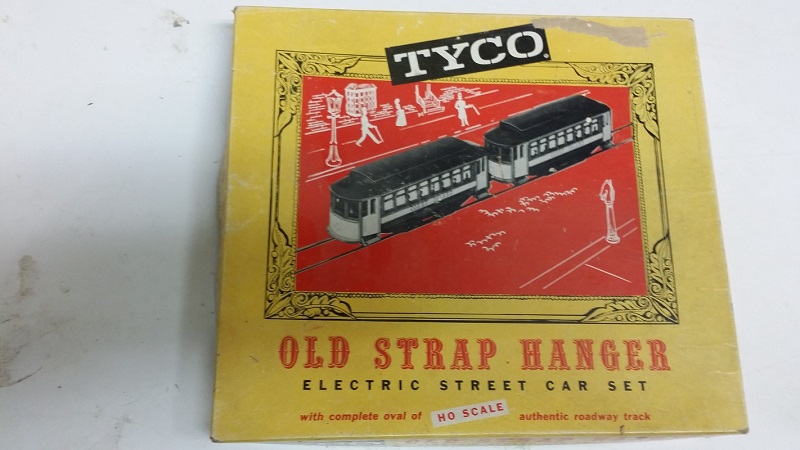 TYCO.
OLD STRAP HANGER
ELECTRIC STREET CAR SET
with complete oval of HO SCALE authentic roadway track